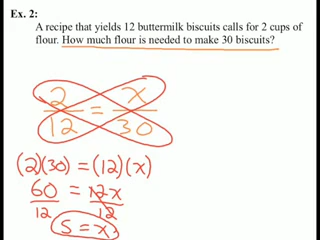 Ex. 2:
A recipe that yields 12 buttermilk biscuits calls for 2 cups of
flour. How much flour is needed to make 30 biscuits?
2/12 = x/30
(2)(30) = (12)(x)
60/12 = 12x/12
5 = x